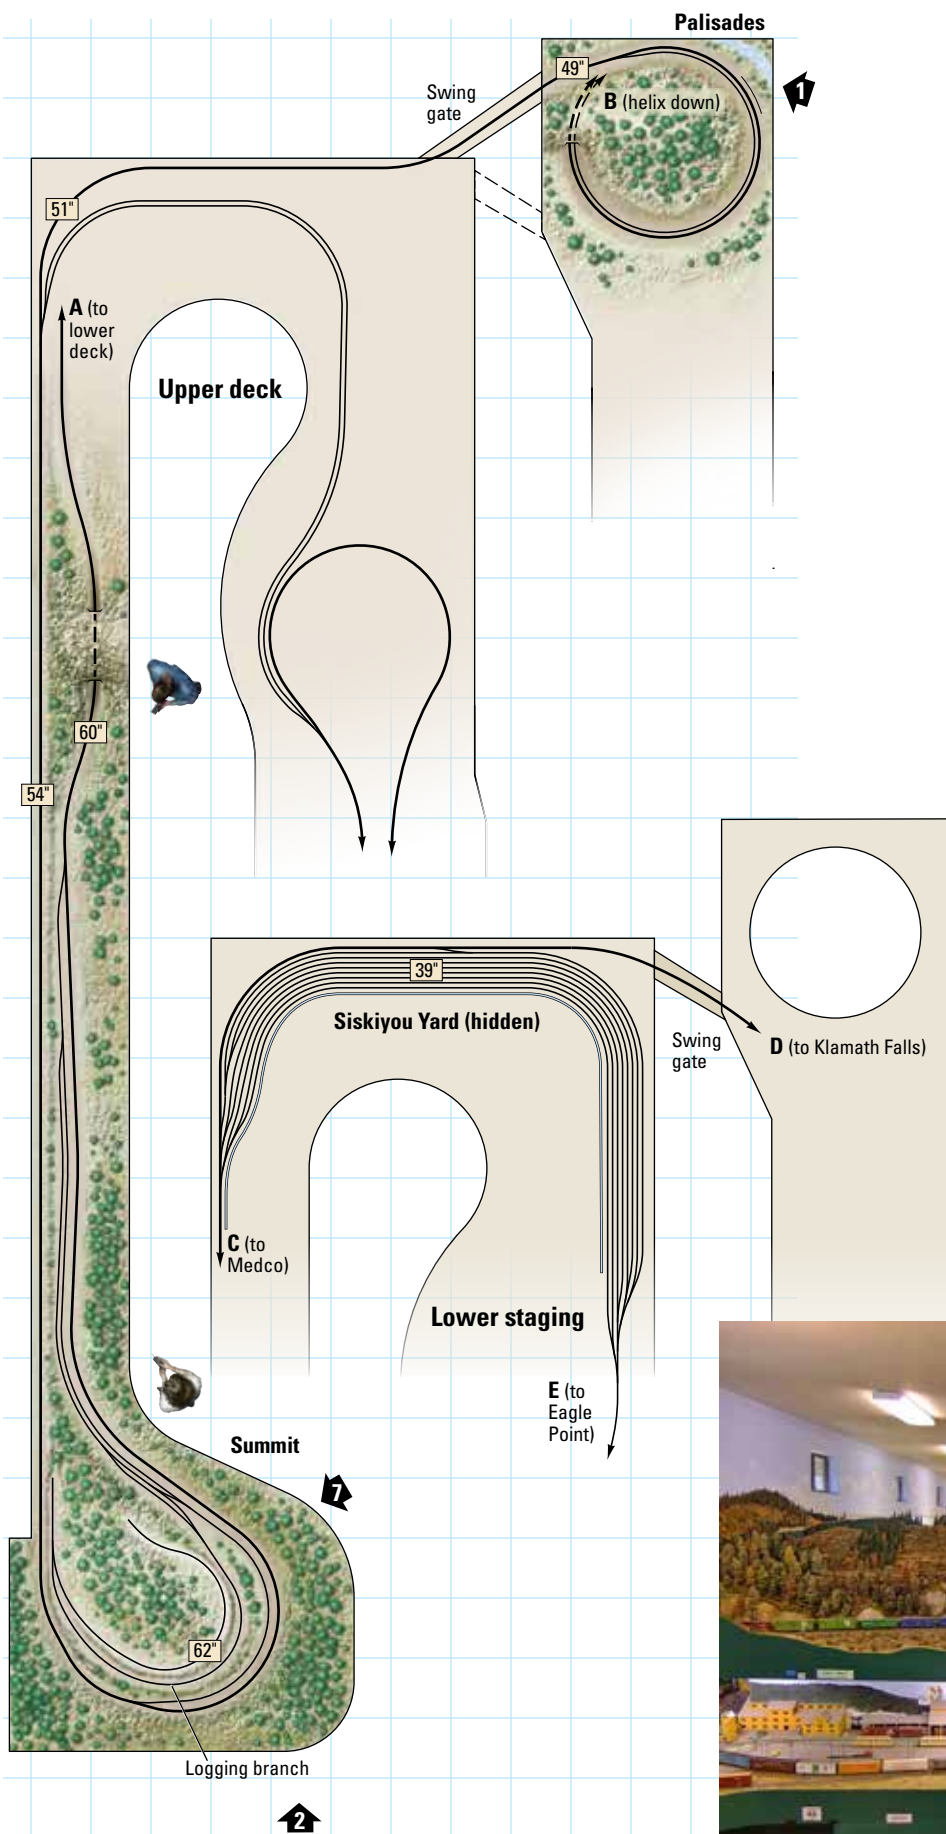 Palisades
49"
Swing
gate
B (helix down)
1
51"
A (to
lower
deck)
Upper deck
60"
54"
39"
Siskiyou Yard (hidden)
Swing
gate
D (to Klamath Falls)
C (to
Medco)
Lower staging
E (to
Eagle
Point)
Summit
7
62"
Logging branch
2